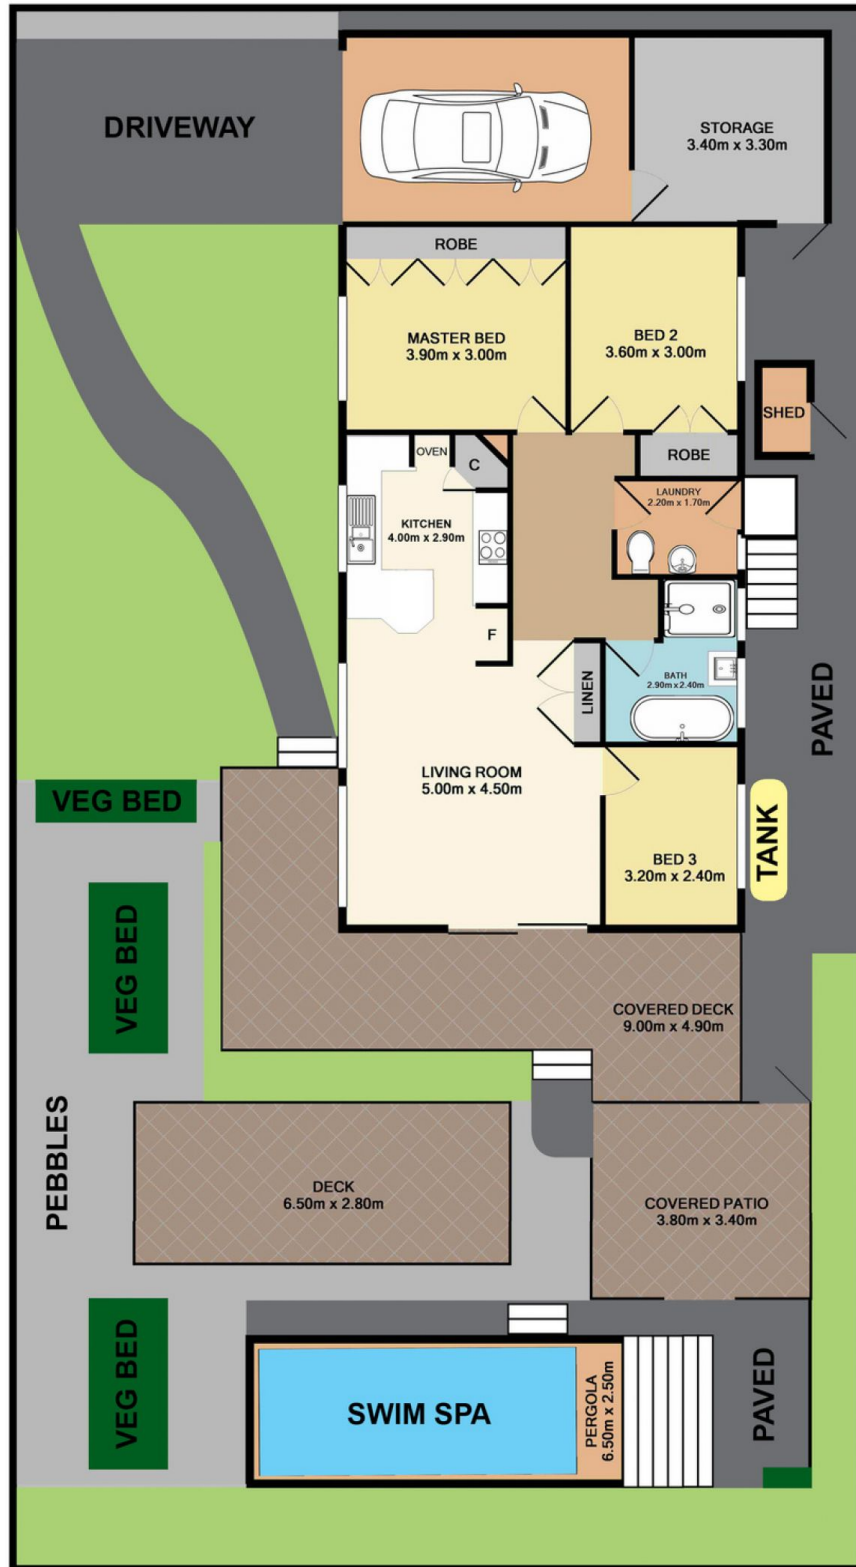 DRIVEWAY
STORAGE
3.40m x 3.30m
ROBE
MASTER BED
3.90m x 3.00m
BED 2
3.60m x 3.00m
SHED
OVEN
C
ROBE
LAUNDRY
2.20m x 1.70m
KITCHEN
4.00m x 2.90m
F
LINEN
BATH
2.90m x 2.40m
PAVED
LIVING ROOM
5.00m x 4.50m
VEG BED
TANK
BED 3
3.20m x 2.40m
VEG BED
COVERED DECK
9.00m x 4.90m
PEBBLES
DECK
6.50m x 2.80m
COVERED PATIO
3.80m x 3.40m
VEG BED
SWIM SPA
PERGOLA
6.50m x 2.50m
PAVED